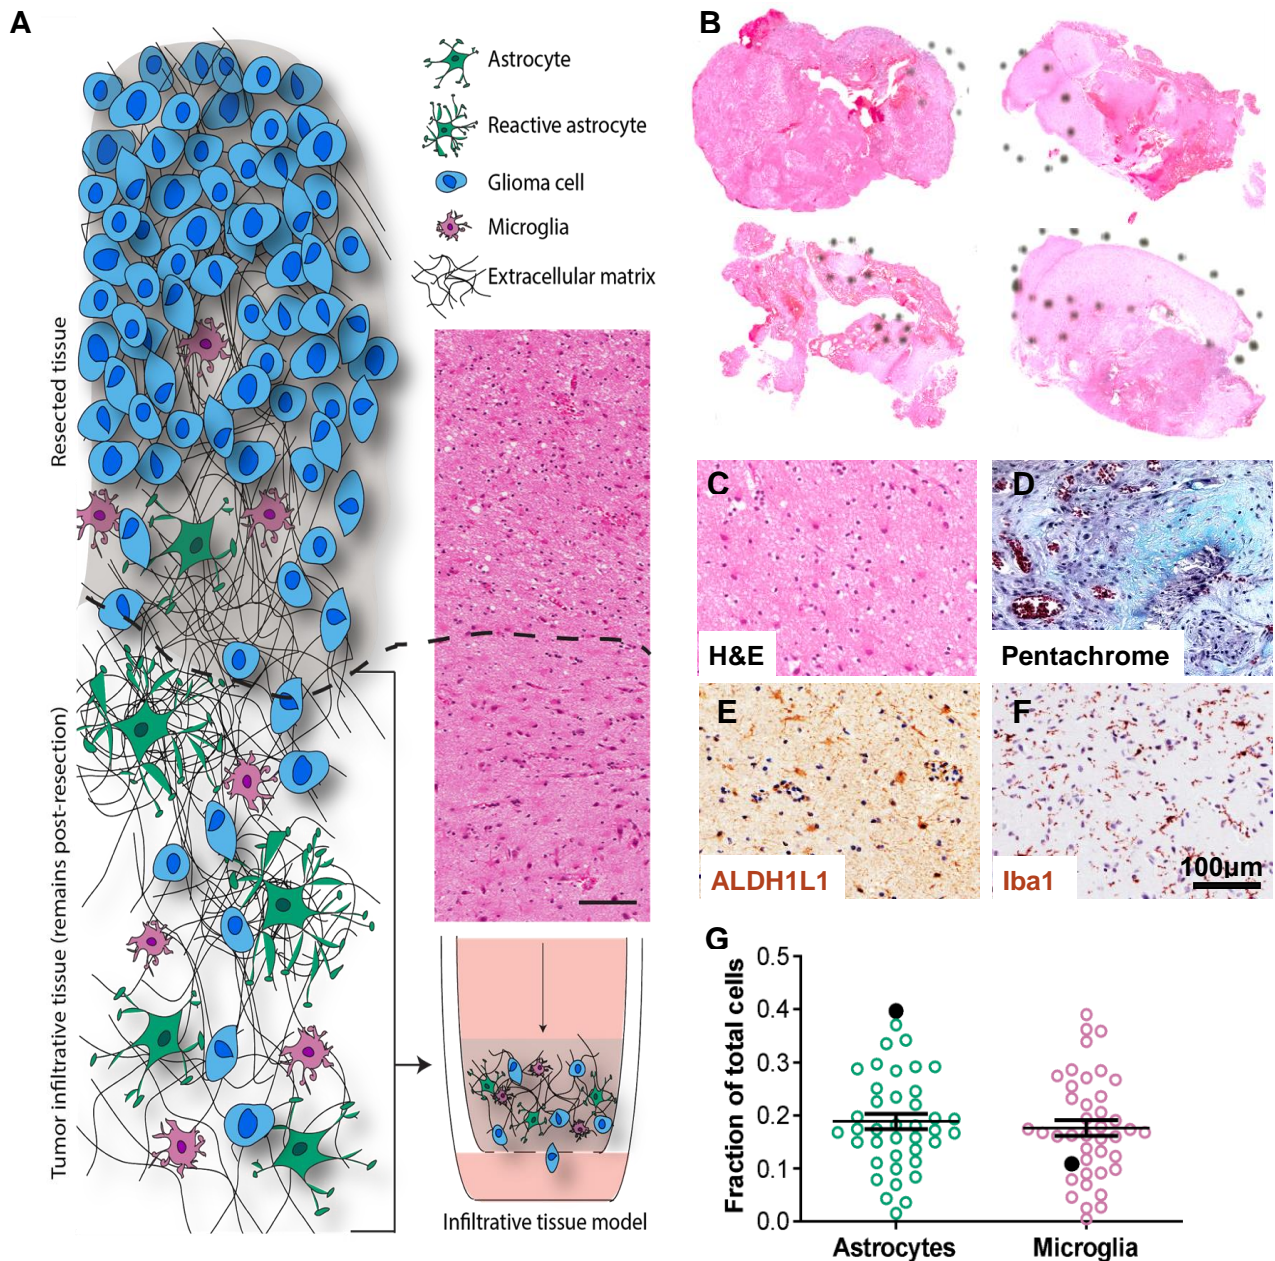 A
Astrocyte
Reactive astrocyte
Glioma cell
Microglia
Extracellular matrix
Resected tissue
Tumor infiltrative tissue (remains post-resection)
Infiltrative tissue model
B
C
H&E
D
Pentachrome
E
ALDH1L1
F
Iba1
100µm
G
Fraction of total cells
0.5
0.4
0.3
0.2
0.1
0.0
Astrocytes
Microglia